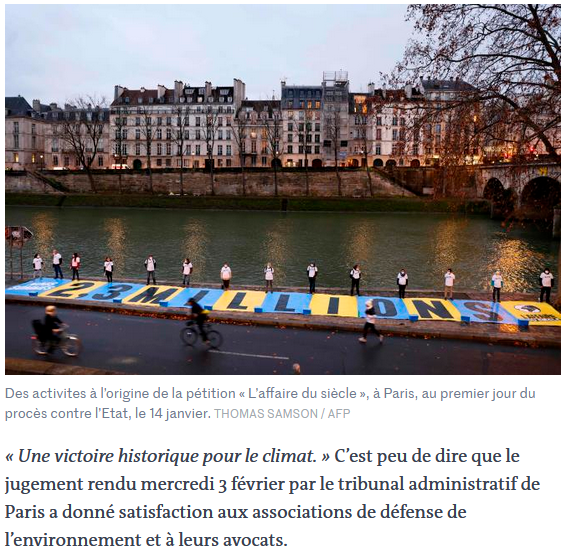 23 MILLIONS
Des activites à l’origine de la pétition « L’affaire du siècle », à Paris, au premier jour du
procès contre l’Etat, le 14 janvier. THOMAS SAMSON / AFP
« Une victoire historique pour le climat. » C’est peu de dire que le
jugement rendu mercredi 3 février par le tribunal administratif de
Paris a donné satisfaction aux associations de défense de
l’environnement et à leurs avocats.